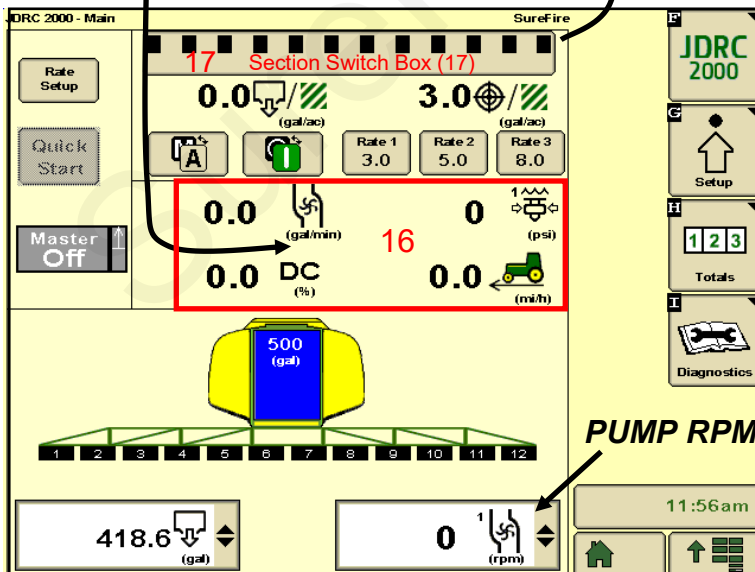 JDRC 2000 - Main SureFire
F
JDRC
2000
17 Section Switch Box (17)
Rate
Setup
0.0 / 3.0 /
(gal/ac) (gal/ac)
G
Quick
Start
A I
Rate 1
3.0
Rate 2
5.0
Rate 3
8.0
Setup
H
0.0 (gal/min) 16 0 1 (psi)
Master
Off
1 2 3
Totals
0.0 DC (%) 0.0 (mi/h)
I
Diagnostics
500
(gal)
PUMP RPM
1 2 3 4 5 6 7 8 9 10 11 12
11:56am
418.6 (gal) 0 1 (rpm)